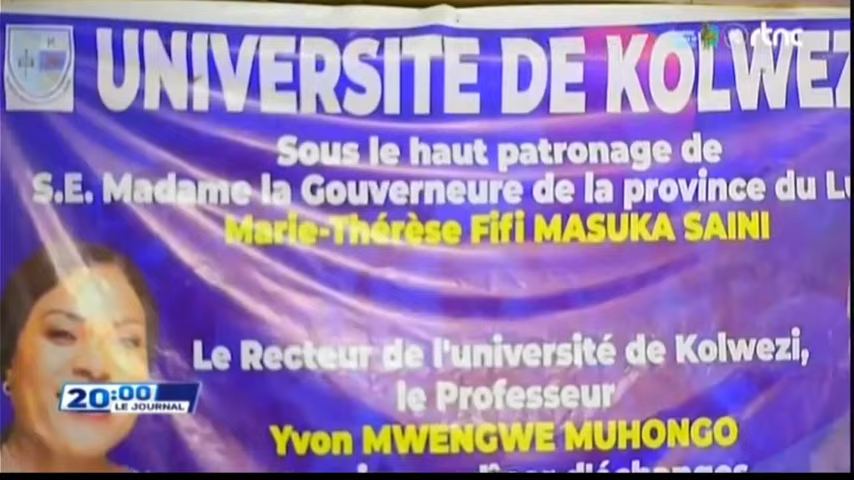 rtnc
UNIVERSITE DE KOLWEZ
Sous le haut patronage de
S.E. Madame la Gouverneure de la province du Lu
Marie-Thérèse Fifi MASUKA SAINI
Le Recteur de l'université de Kolwezi,
le Professeur
Yvon MWENGWE MUHONGO
d'échanges
20:00
LE JOURNAL